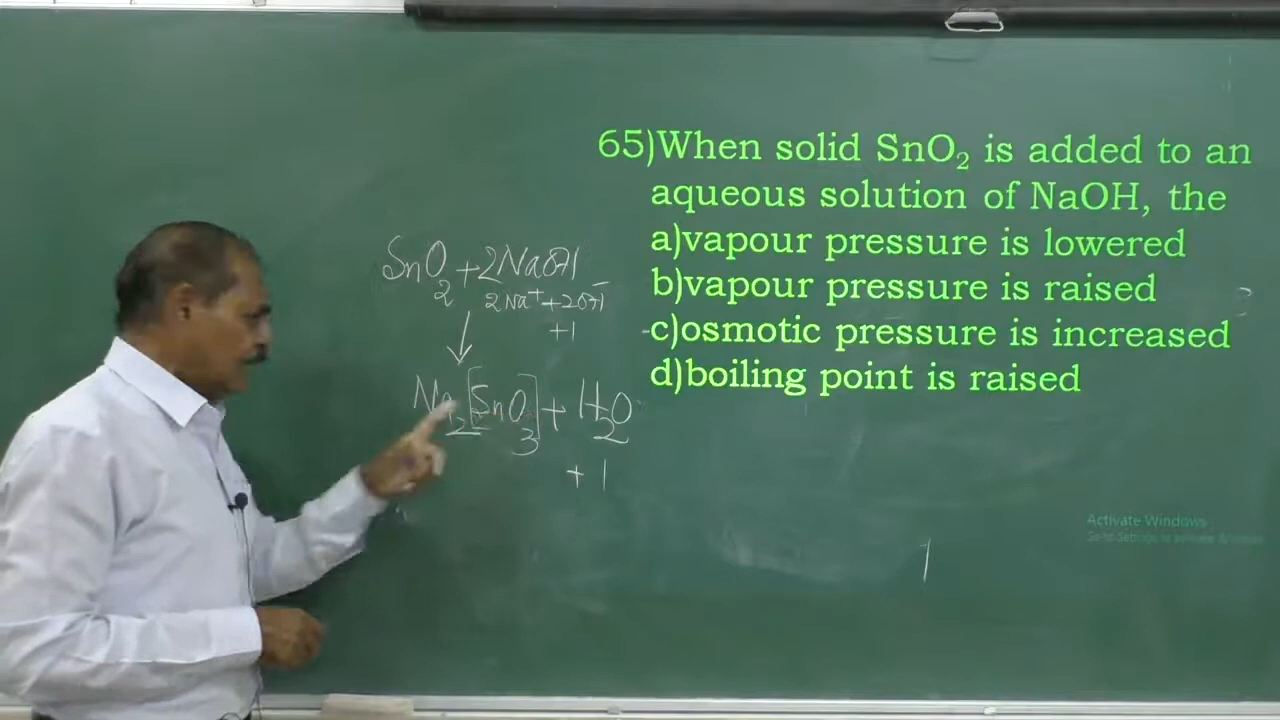 65)When solid SnO₂ is added to an
aqueous solution of NaOH, the
a)vapour pressure is lowered
b)vapour pressure is raised
c)osmotic pressure is increased
d)boiling point is raised
SnO₂ + 2NaOH
2Na⁺ + 2OH⁻
+1
↓
Na₂[SnO₃] + H₂O
+1
Activate Windows